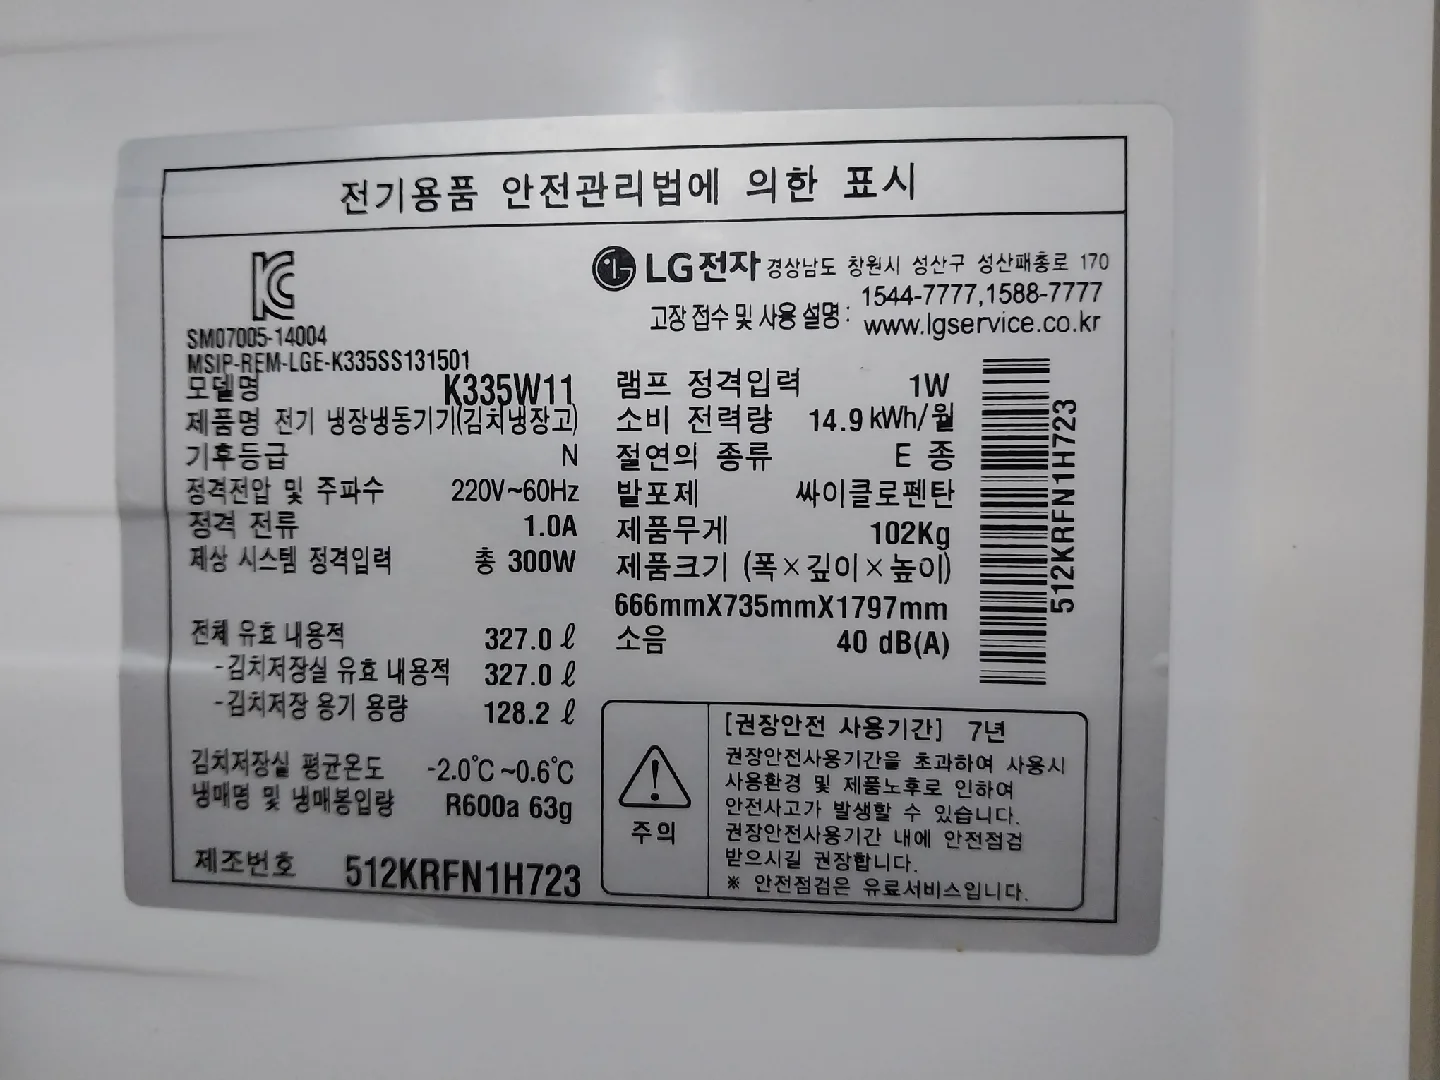 전기용품 안전관리법에 의한 표시
LG전자 경상남도 창원시 성산구 성산패총로 170
고장 접수 및 사용 설명 : 1544-7777,1588-7777
www.lgservice.co.kr
SM07005-14004
MSIP-REM-LGE-K335SS131501
모델명 K335W11
제품명 전기 냉장냉동기기(김치냉장고)
기후등급 N
정격전압 및 주파수 220V~60Hz
정격 전류 1.0A
제상 시스템 정격입력 총 300W
전체 유효 내용적 327.0 ℓ
-김치저장실 유효 내용적 327.0 ℓ
-김치저장 용기 용량 128.2 ℓ
김치저장실 평균온도 -2.0℃ ~0.6℃
냉매명 및 냉매봉입량 R600a 63g
제조번호 512KRFN1H723
램프 정격입력 1W
소비 전력량 14.9 kWh/월
절연의 종류 E 종
발포제 싸이클로펜탄
제품무게 102Kg
제품크기 (폭×깊이×높이)
666mmX735mmX1797mm
소음 40 dB(A)
512KRFN1H723
주의
[권장안전 사용기간] 7년
권장안전사용기간을 초과하여 사용시
사용환경 및 제품노후로 인하여
안전사고가 발생할 수 있습니다.
권장안전사용기간 내에 안전점검
받으시길 권장합니다.
※ 안전점검은 유료서비스입니다.